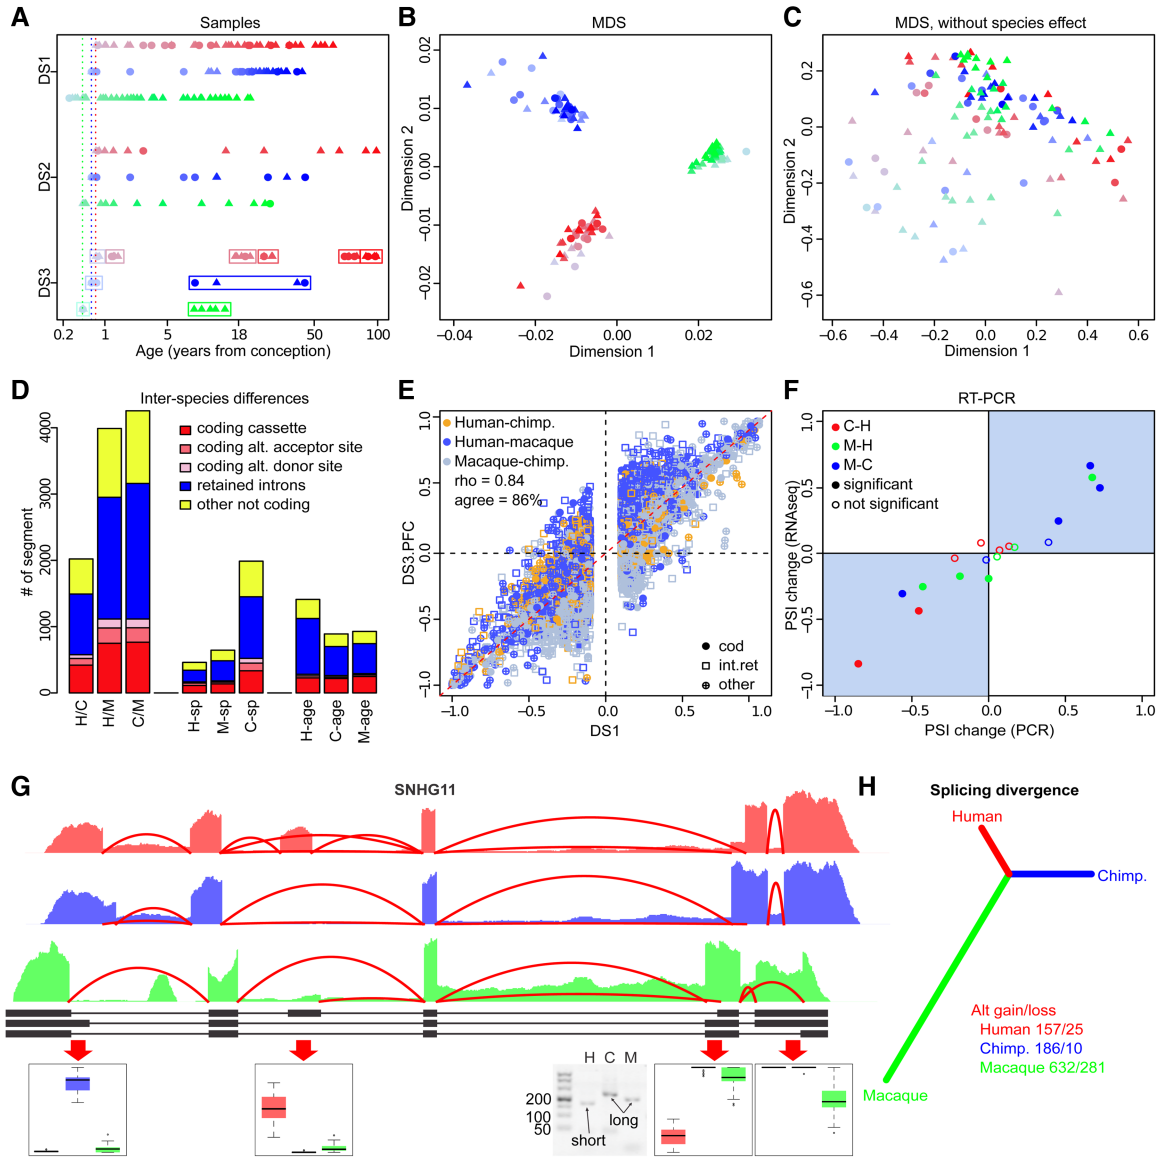 A
Samples
DS1
DS2
DS3
0.2 1 5 18 50 100
Age (years from conception)
B
MDS
Dimension 2
0.02
0.01
0.00
−0.01
−0.02
−0.04 −0.02 0.00 0.02
Dimension 1
C
MDS, without species effect
Dimension 2
0.2
0.0
−0.2
−0.4
−0.6
−0.6 −0.4 −0.2 0.0 0.2 0.4 0.6
Dimension 1
D
Inter-species differences
# of segment
4000
3000
2000
1000
0
coding cassette
coding alt. acceptor site
coding alt. donor site
retained introns
other not coding
H/C H/M C/M H-sp M-sp C-sp H-age C-age M-age
E
DS3.PFC
1.0
0.5
0.0
−0.5
−1.0
Human-chimp.
Human-macaque
Macaque-chimp.
rho = 0.84
agree = 86%
cod
int.ret
other
−1.0 −0.5 0.0 0.5 1.0
DS1
F
RT-PCR
PSI change (RNAseq)
1.0
0.5
0.0
−0.5
−1.0
C-H
M-H
M-C
significant
not significant
−1.0 −0.5 0.0 0.5 1.0
PSI change (PCR)
G
SNHG11
H C M
200
100
50
short
long
H
Splicing divergence
Human
Chimp.
Macaque
Alt gain/loss
Human 157/25
Chimp. 186/10
Macaque 632/281